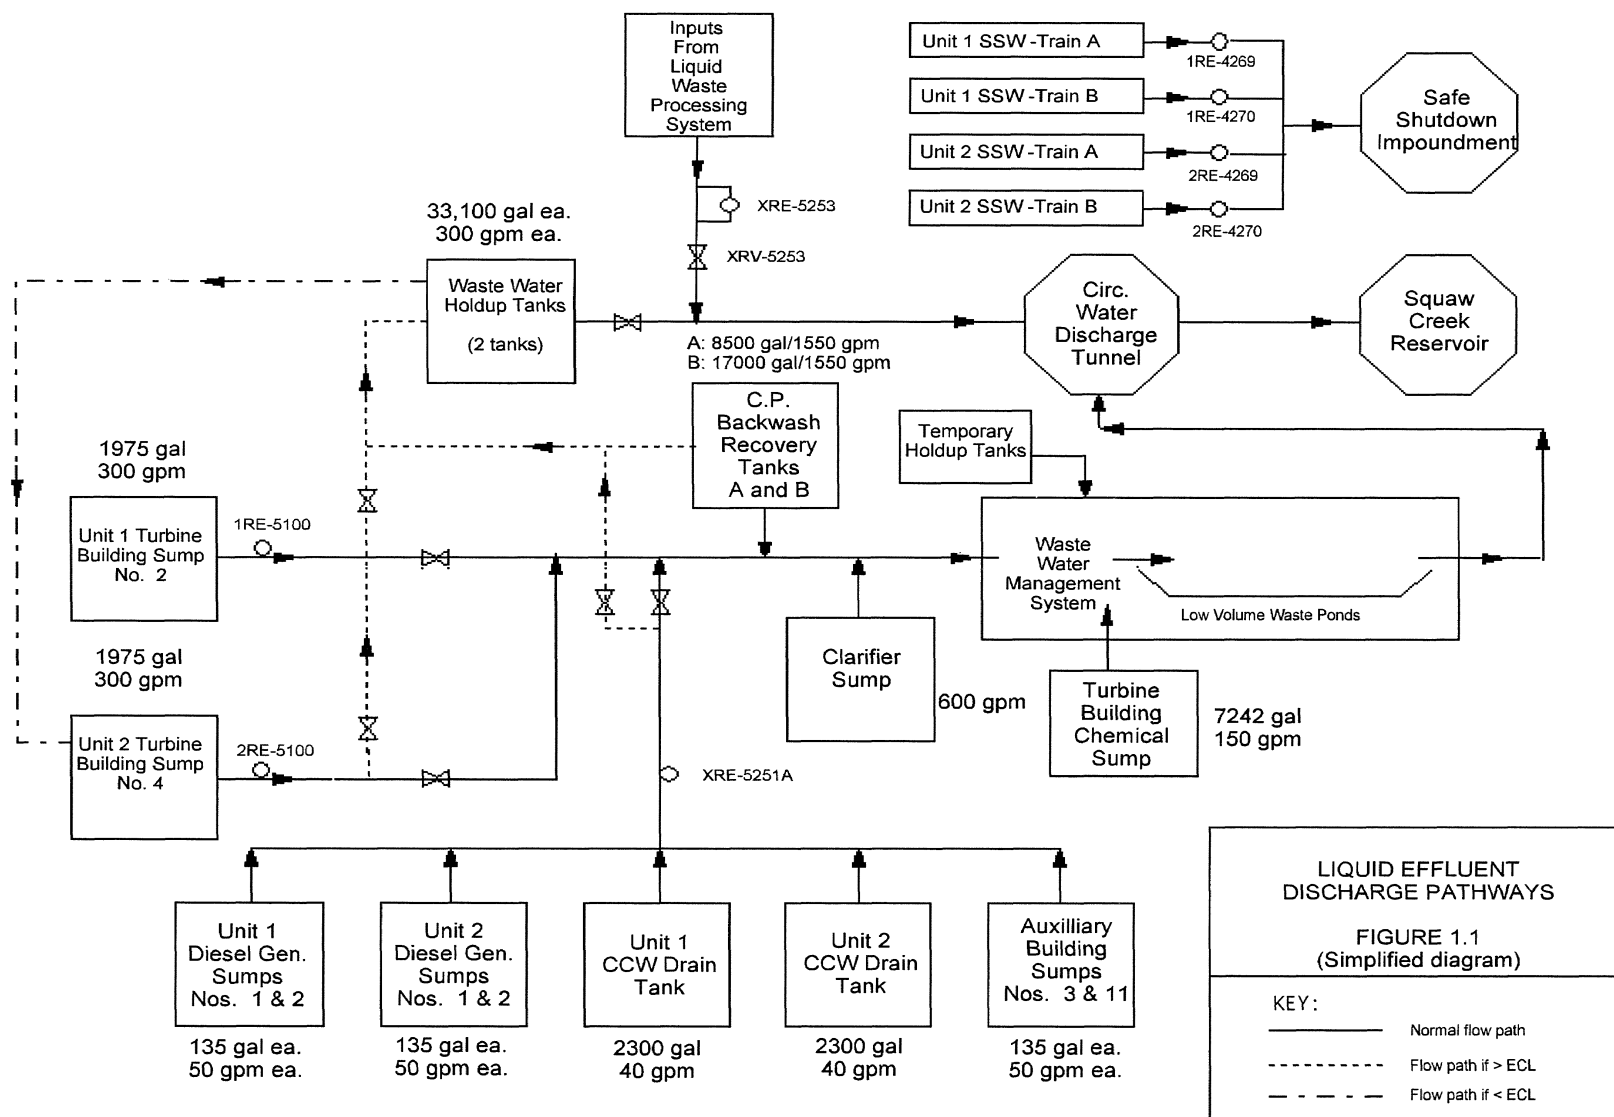 Inputs
From
Liquid
Waste
Processing
System
XRE-5253
XRV-5253
Unit 1 SSW -Train A
1RE-4269
Unit 1 SSW -Train B
1RE-4270
Unit 2 SSW -Train A
2RE-4269
Unit 2 SSW -Train B
2RE-4270
Safe
Shutdown
Impoundment
33,100 gal ea.
300 gpm ea.
Waste Water
Holdup Tanks
(2 tanks)
A: 8500 gal/1550 gpm
B: 17000 gal/1550 gpm
Circ.
Water
Discharge
Tunnel
Squaw
Creek
Reservoir
C.P.
Backwash
Recovery
Tanks
A and B
Temporary
Holdup Tanks
1975 gal
300 gpm
Unit 1 Turbine
Building Sump
No. 2
1RE-5100
Waste
Water
Management
System
Low Volume Waste Ponds
1975 gal
300 gpm
Unit 2 Turbine
Building Sump
No. 4
2RE-5100
Clarifier
Sump
600 gpm
Turbine
Building
Chemical
Sump
7242 gal
150 gpm
XRE-5251A
Unit 1
Diesel Gen.
Sumps
Nos. 1 & 2
135 gal ea.
50 gpm ea.
Unit 2
Diesel Gen.
Sumps
Nos. 1 & 2
135 gal ea.
50 gpm ea.
Unit 1
CCW Drain
Tank
2300 gal
40 gpm
Unit 2
CCW Drain
Tank
2300 gal
40 gpm
Auxilliary
Building
Sumps
Nos. 3 & 11
135 gal ea.
50 gpm ea.
LIQUID EFFLUENT
DISCHARGE PATHWAYS
FIGURE 1.1
(Simplified diagram)
KEY:
Normal flow path
Flow path if > ECL
Flow path if < ECL